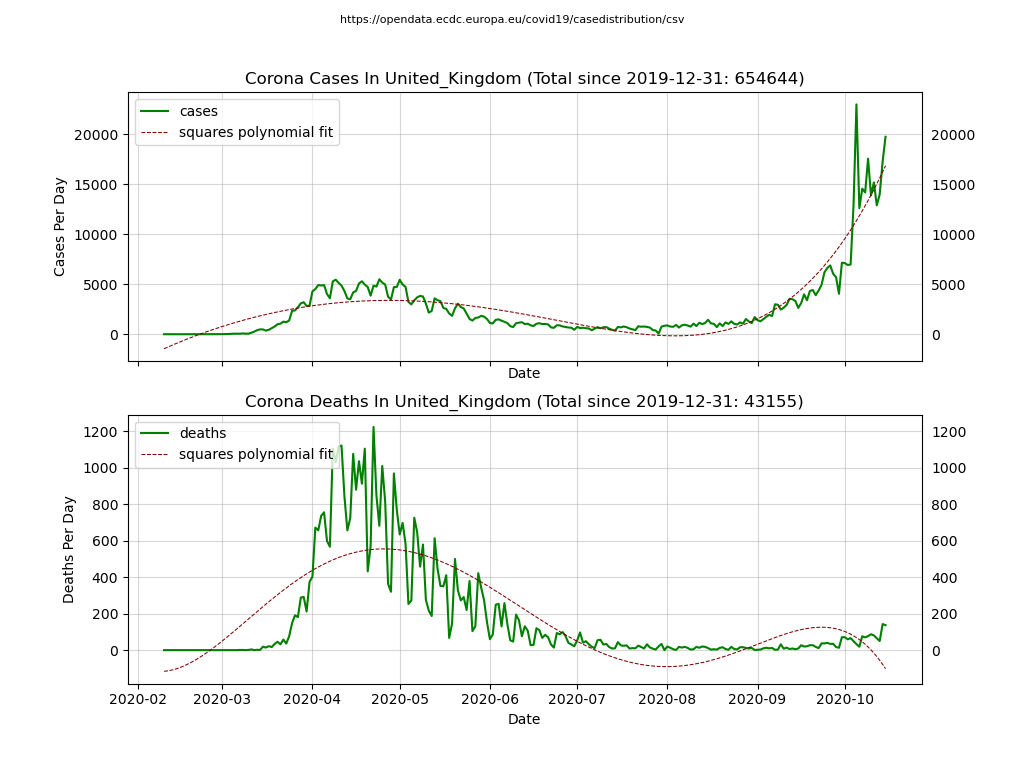 https://opendata.ecdc.europa.eu/covid19/casedistribution/csv
Corona Cases In United_Kingdom (Total since 2019-12-31: 654644)
cases
squares polynomial fit
20000
15000
10000
5000
0
Cases Per Day
20000
15000
10000
5000
0
Date
Corona Deaths In United_Kingdom (Total since 2019-12-31: 43155)
deaths
squares polynomial fit
1200
1000
800
600
400
200
0
Deaths Per Day
1200
1000
800
600
400
200
0
2020-02 2020-03 2020-04 2020-05 2020-06 2020-07 2020-08 2020-09 2020-10
Date